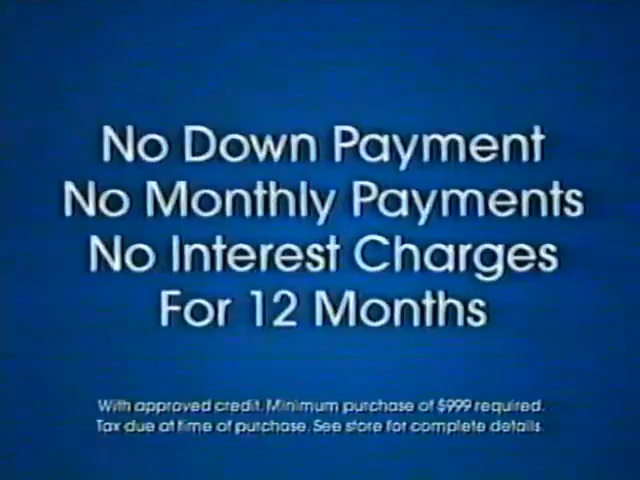 No Down Payment
No Monthly Payments
No Interest Charges
For 12 Months
With approved credit. Minimum purchase of $999 required.
Tax due at time of purchase. See store for complete details.